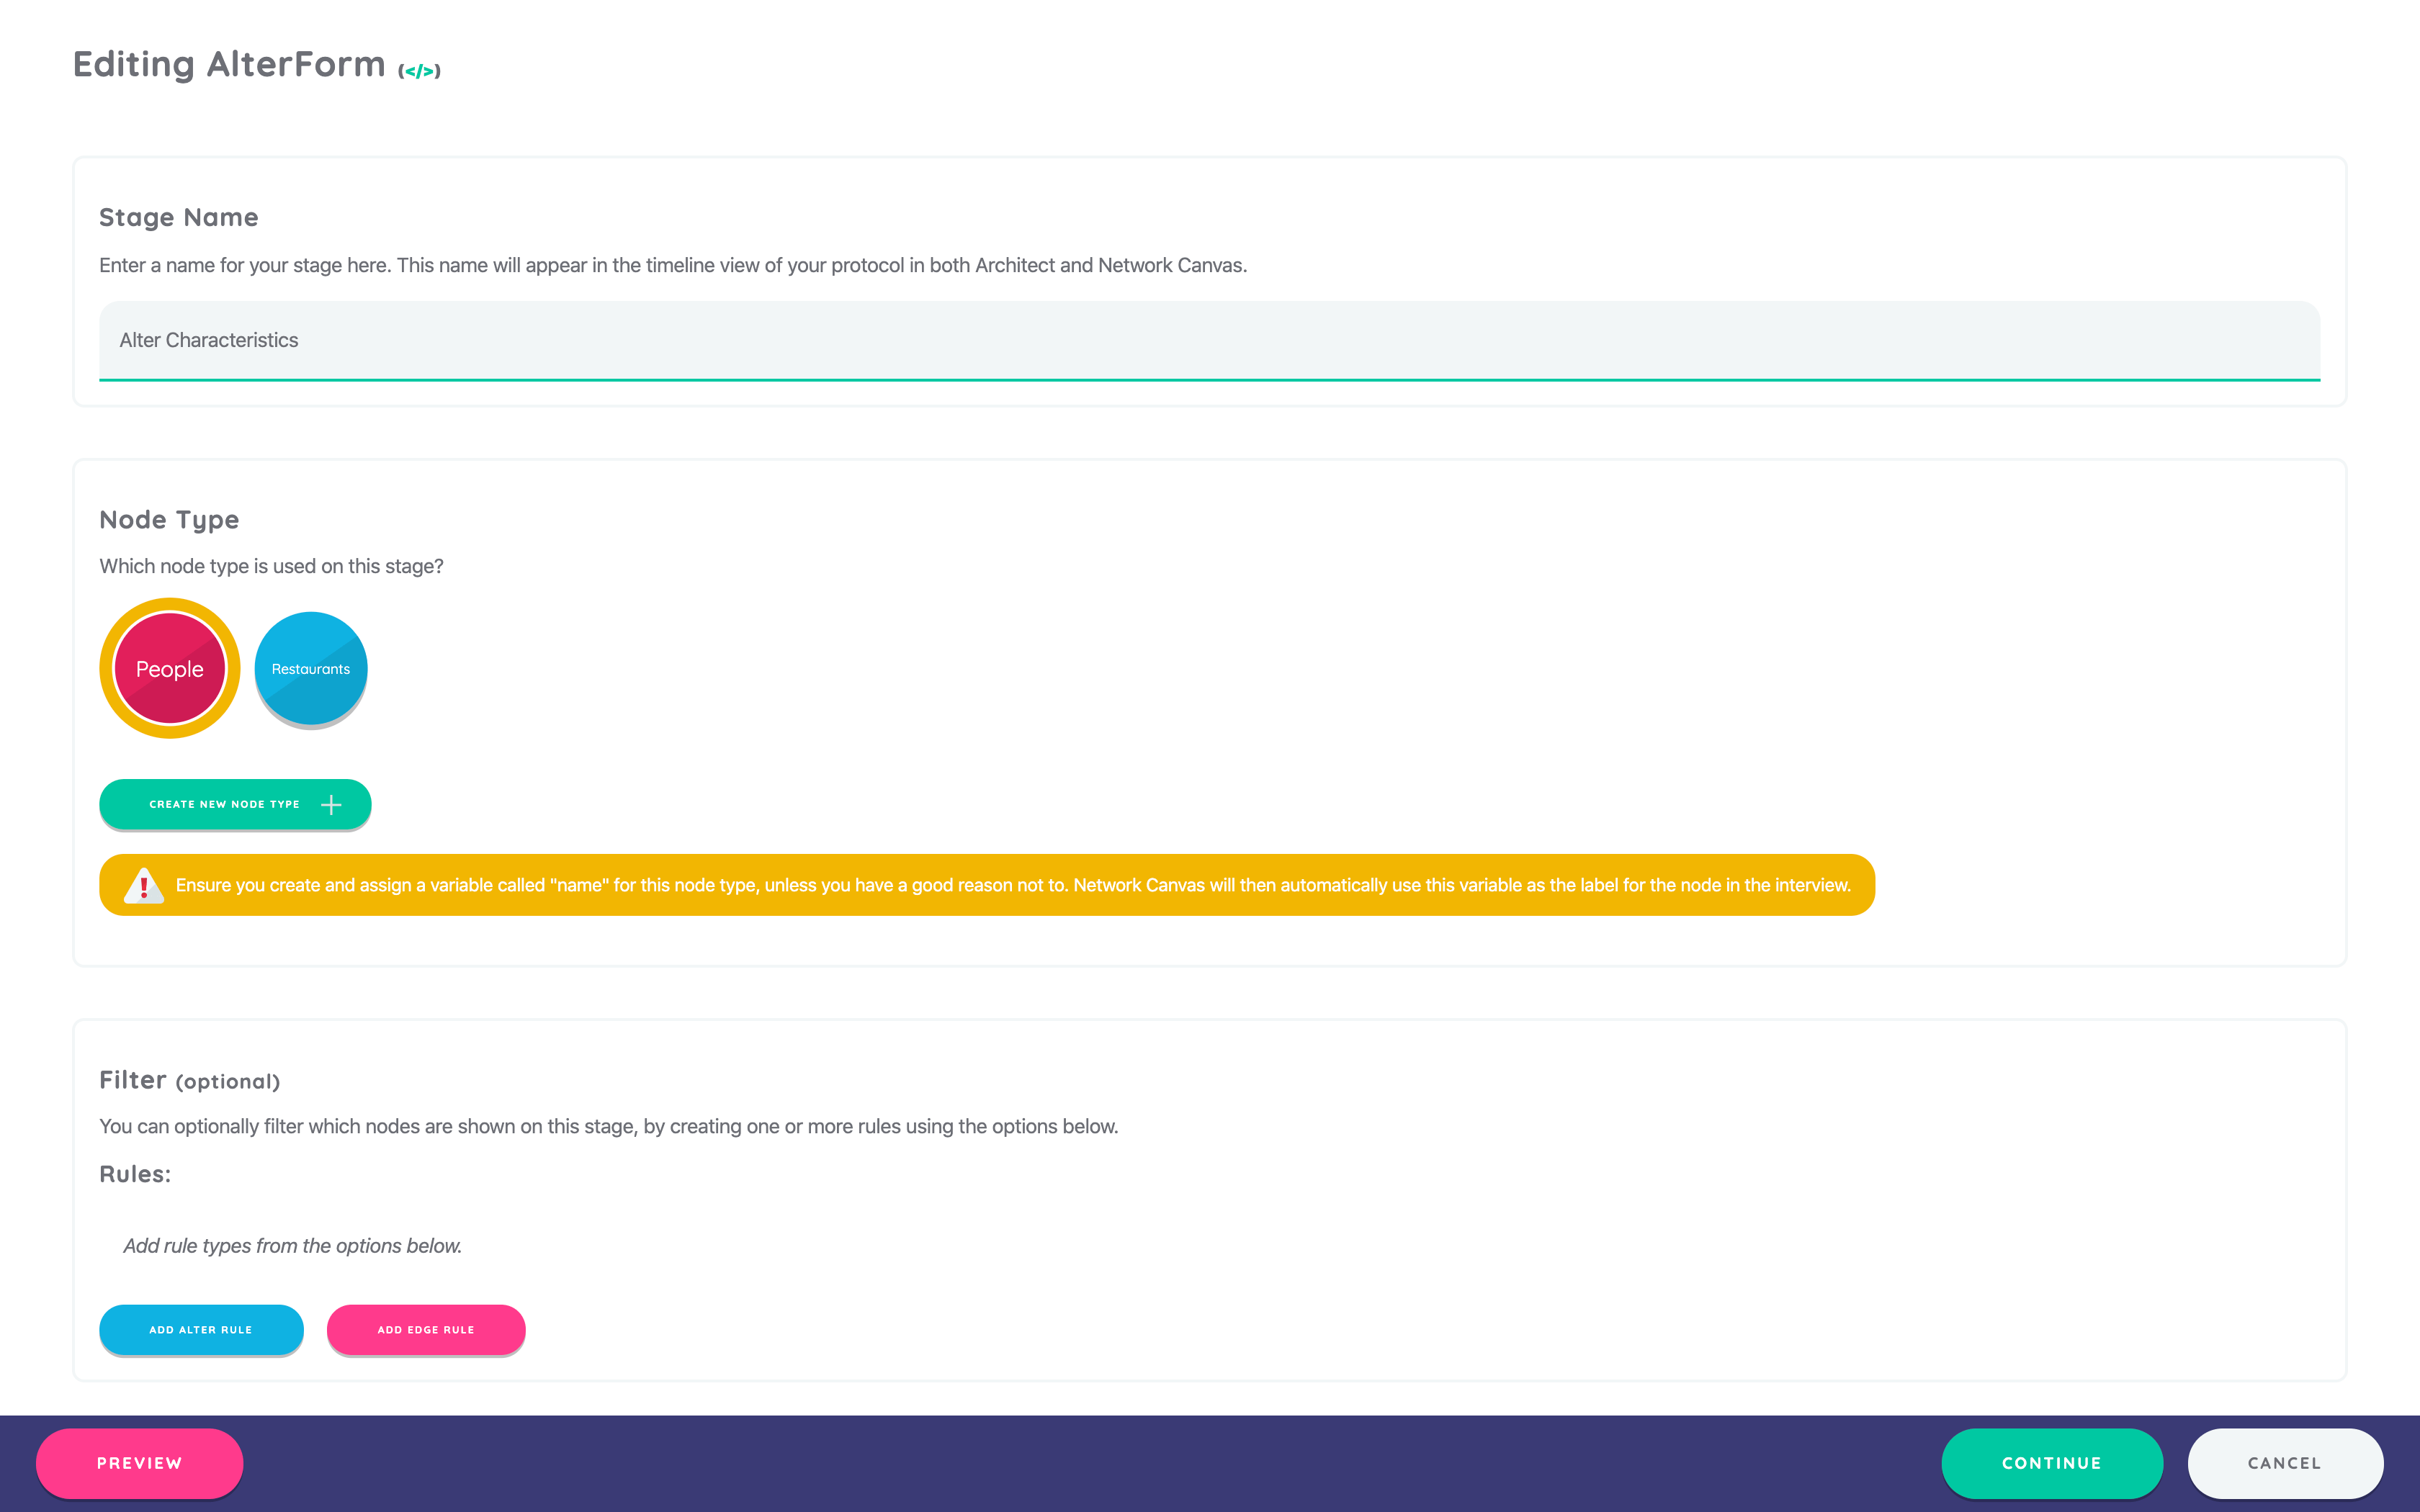 Editing AlterForm (</>)
Stage Name
Enter a name for your stage here. This name will appear in the timeline view of your protocol in both Architect and Network Canvas.
Alter Characteristics
Node Type
Which node type is used on this stage?
People Restaurants
CREATE NEW NODE TYPE
Ensure you create and assign a variable called "name" for this node type, unless you have a good reason not to. Network Canvas will then automatically use this variable as the label for the node in the interview.
Filter (optional)
You can optionally filter which nodes are shown on this stage, by creating one or more rules using the options below.
Rules:
Add rule types from the options below.
ADD ALTER RULE ADD EDGE RULE
PREVIEW CONTINUE CANCEL